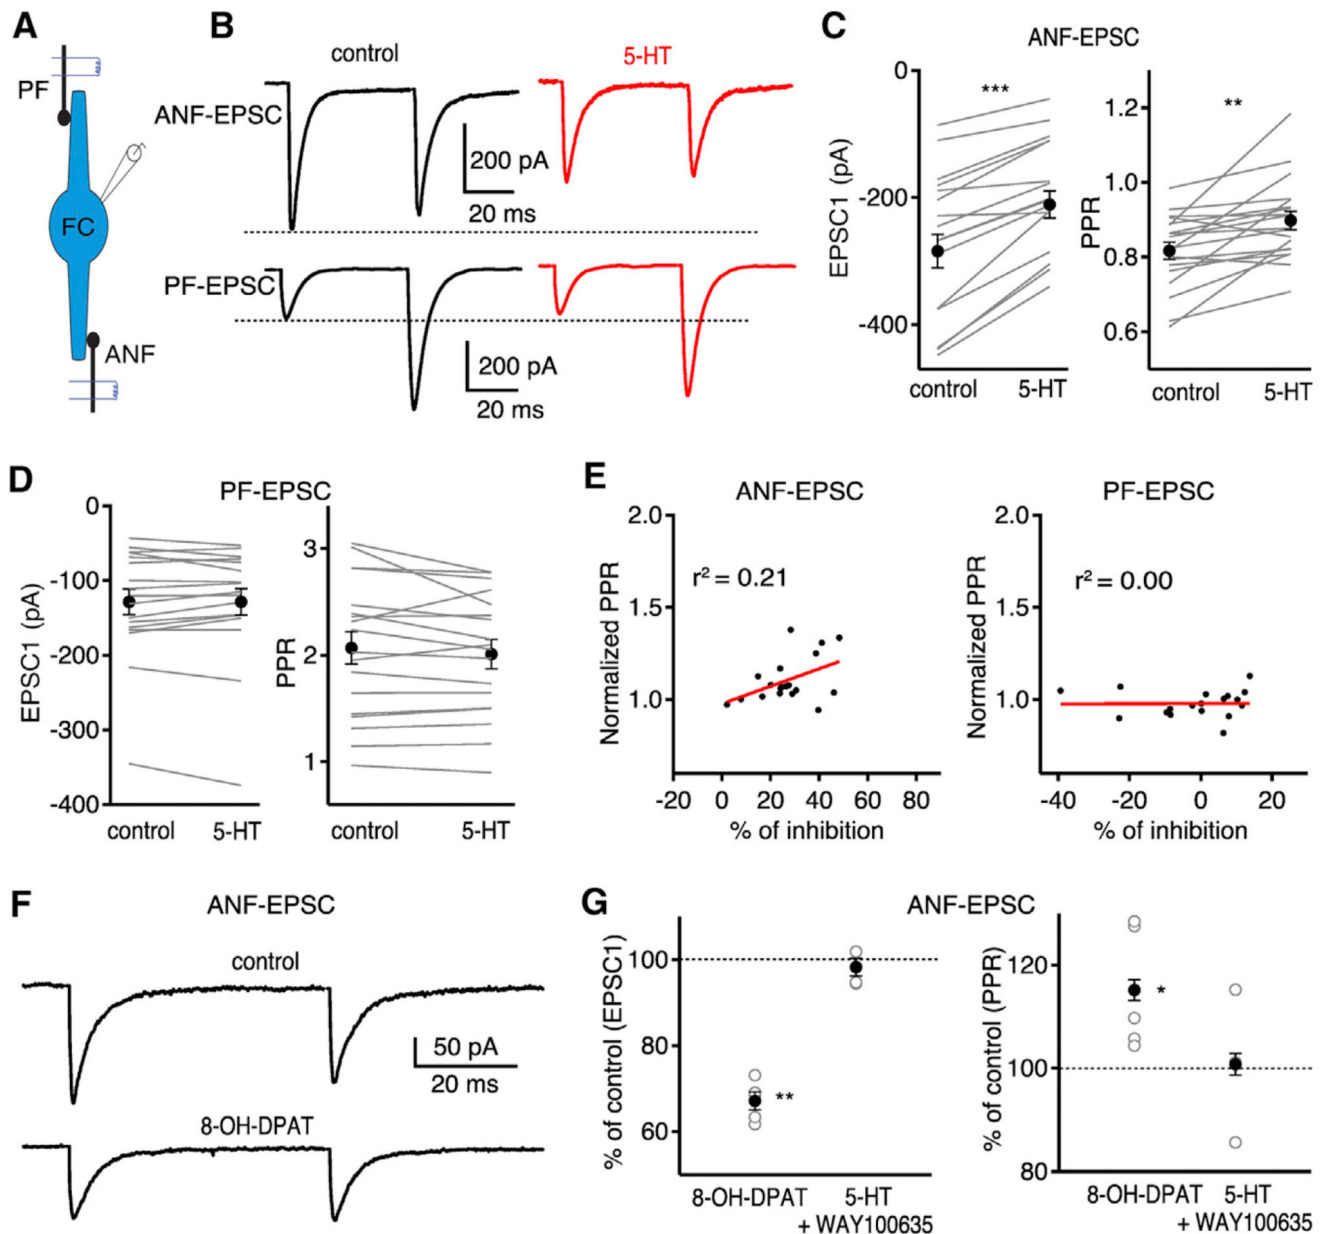 A
PF
FC
ANF
B
control
5-HT
ANF-EPSC
200 pA
20 ms
PF-EPSC
200 pA
20 ms
C
ANF-EPSC
0
-200
-400
EPSC1 (pA)
***
control
5-HT
1.2
1.0
0.8
0.6
PPR
**
control
5-HT
D
PF-EPSC
0
-100
-200
-300
-400
EPSC1 (pA)
control
5-HT
3
2
1
PPR
control
5-HT
E
ANF-EPSC
2.0
1.5
1.0
Normalized PPR
r² = 0.21
-20 0 20 40 60 80
% of inhibition
PF-EPSC
2.0
1.5
1.0
Normalized PPR
r² = 0.00
-40 -20 0 20
% of inhibition
F
ANF-EPSC
control
50 pA
20 ms
8-OH-DPAT
G
ANF-EPSC
100
80
60
% of control (EPSC1)
**
8-OH-DPAT
5-HT
+ WAY100635
120
100
80
% of control (PPR)
*
8-OH-DPAT
5-HT
+ WAY100635